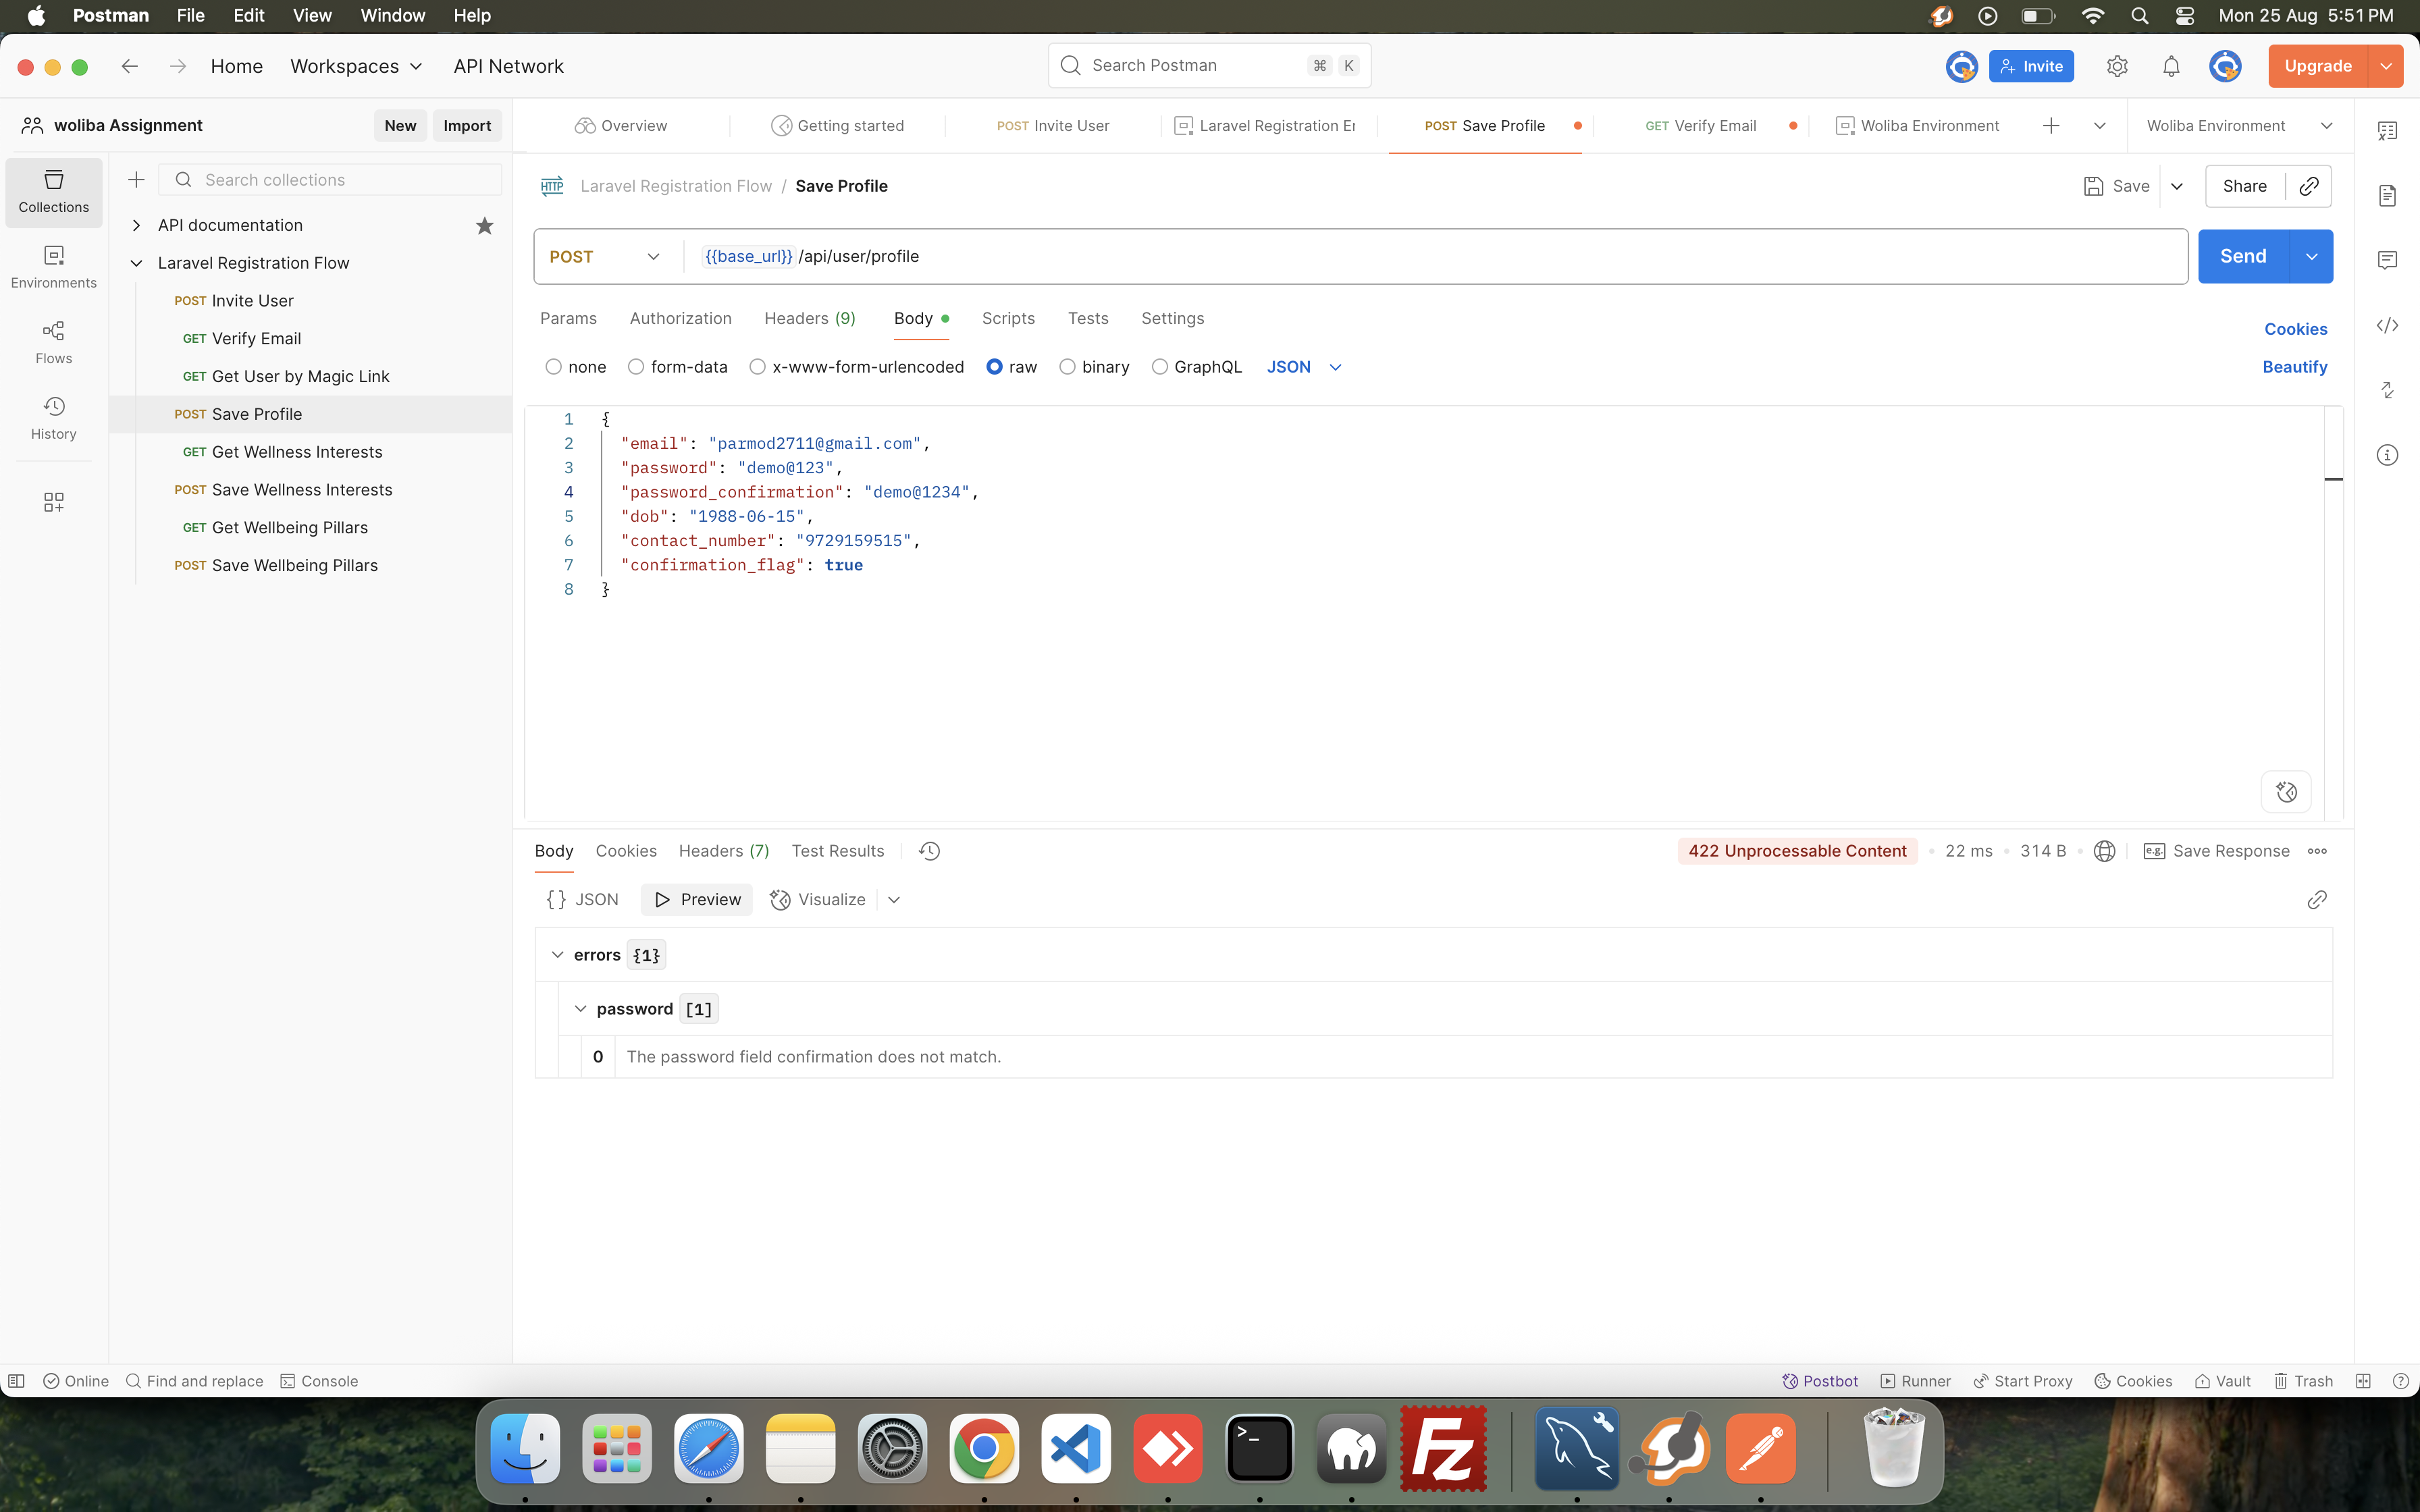 Postman File Edit View Window Help Mon 25 Aug 5:51 PM
Home Workspaces API Network Search Postman ⌘ K Invite Upgrade
woliba Assignment New Import
Overview Getting started POST Invite User Laravel Registration Er POST Save Profile GET Verify Email Woliba Environment Woliba Environment
Collections
Environments
Flows
History
Search collections
API documentation
Laravel Registration Flow
POST Invite User
GET Verify Email
GET Get User by Magic Link
POST Save Profile
GET Get Wellness Interests
POST Save Wellness Interests
GET Get Wellbeing Pillars
POST Save Wellbeing Pillars
HTTP Laravel Registration Flow / Save Profile Save Share
POST {{base_url}} /api/user/profile Send
Params Authorization Headers (9) Body Scripts Tests Settings Cookies
none form-data x-www-form-urlencoded raw binary GraphQL JSON Beautify
1 {
2 "email": "parmod2711@gmail.com",
3 "password": "demo@123",
4 "password_confirmation": "demo@1234",
5 "dob": "1988-06-15",
6 "contact_number": "9729159515",
7 "confirmation_flag": true
8 }
Body Cookies Headers (7) Test Results 422 Unprocessable Content • 22 ms • 314 B • e.g. Save Response
{ } JSON Preview Visualize
errors {1}
password [1]
0 The password field confirmation does not match.
Online Find and replace Console Postbot Runner Start Proxy Cookies Vault Trash
>_ Fz